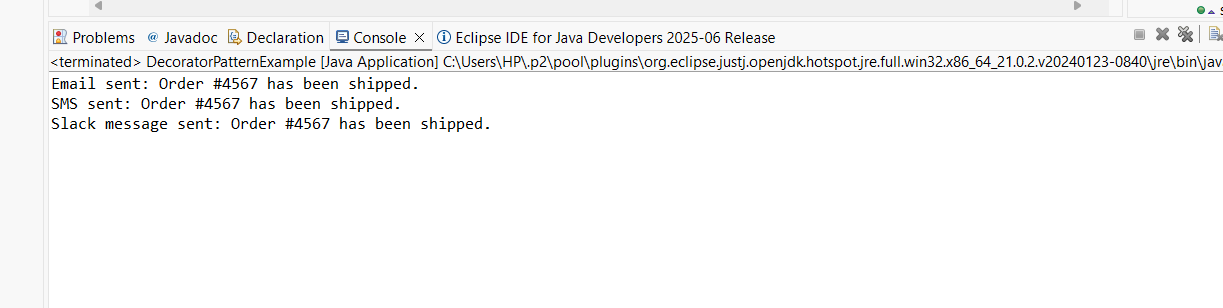 Problems @ Javadoc Declaration Console Eclipse IDE for Java Developers 2025-06 Release
<terminated> DecoratorPatternExample [Java Application] C:\Users\HP\.p2\pool\plugins\org.eclipse.justj.openjdk.hotspot.jre.full.win32.x86_64_21.0.2.v20240123-0840\jre\bin\jav
Email sent: Order #4567 has been shipped.
SMS sent: Order #4567 has been shipped.
Slack message sent: Order #4567 has been shipped.